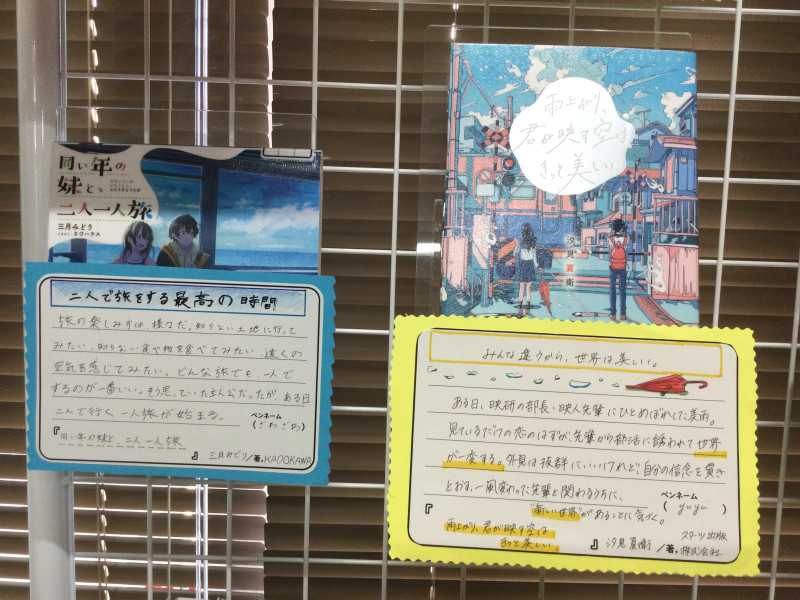 同い年の
妹と、
二人一人旅
三月みどり
二人で旅をする最高の時間
旅の楽しみ方は、様々だ。知らない土地に行って
みたい、知らない食べ物を食べてみたい、遠くの
空気を感じてみたい。どんな旅でも、一人で
するのが一番いい。そう思っていた主人公だ。だが、ある日
二人で行く一人旅が始まる。
ペンネーム
(ざわざわ)
『同い年の妹と、二人一人旅
』 三月みどり/著, KADOKAWA
雨上がり、
君が映す空は
きっと美しい
汐見夏衛
みんな違うから、世界は美しい。
ある日、映研の部長・映人先輩にひとめぼれした美雨。
見ているだけの恋のはずが、先輩から部活に誘われて世界
が一変する。外見は抜群にいいけれど、自分の信念を貫き
とおす、一風変わった先輩と関わるうちに、
"新しい世界"があることに気づく。
ペンネーム
(yuyu)
『雨上がり、君が映す空は
きっと美しい
』 汐見夏衛/著, スターツ出版
株式会社